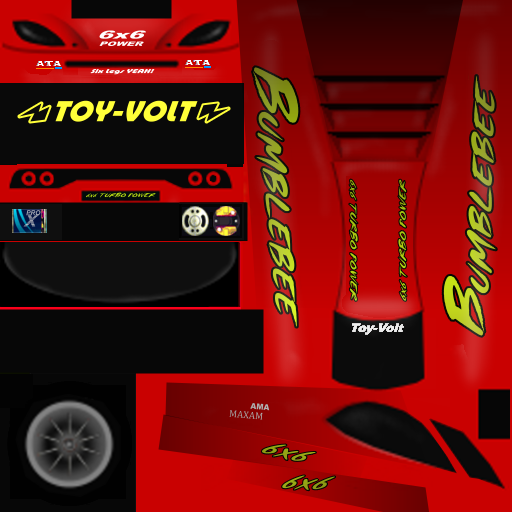 6x6
POWER
ATA
ATA
Six Legs YEAH!
TOY-VOLT
6x6 TURBO POWER
PRO
X
BUMBLEBEE
BUMBLEBEE
6x6 TURBO POWER
6x6 TURBO POWER
Toy-Volt
AMA
MAXAM
6x6
6x6